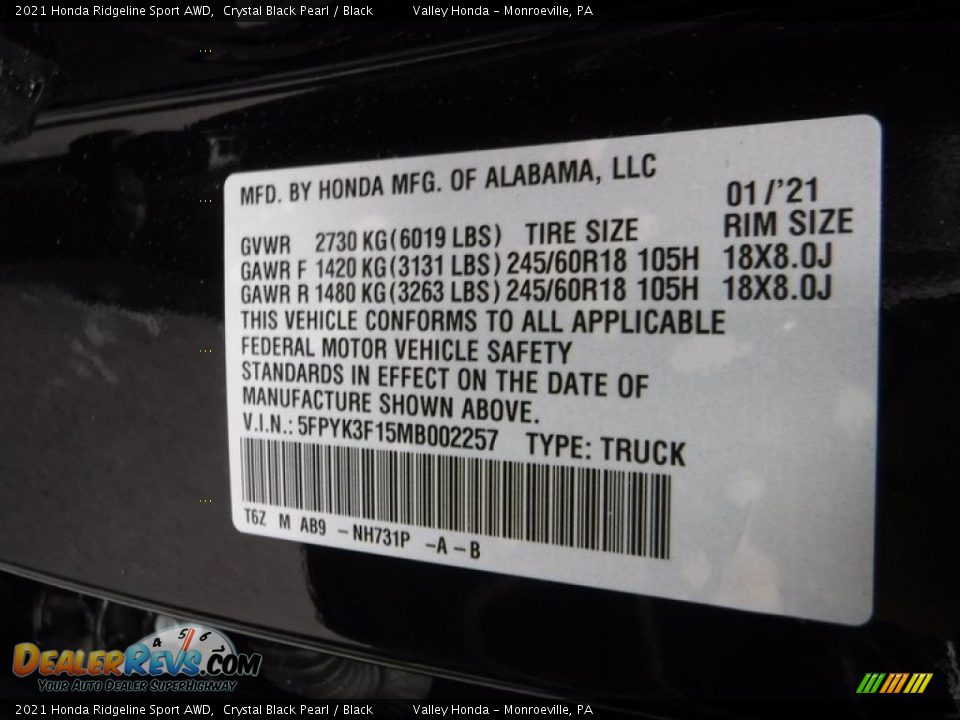 2021 Honda Ridgeline Sport AWD, Crystal Black Pearl / Black Valley Honda - Monroeville, PA
MFD. BY HONDA MFG. OF ALABAMA, LLC
01/'21
GVWR 2730 KG(6019 LBS) TIRE SIZE RIM SIZE
GAWR F 1420 KG(3131 LBS) 245/60R18 105H 18X8.0J
GAWR R 1480 KG(3263 LBS) 245/60R18 105H 18X8.0J
THIS VEHICLE CONFORMS TO ALL APPLICABLE
FEDERAL MOTOR VEHICLE SAFETY
STANDARDS IN EFFECT ON THE DATE OF
MANUFACTURE SHOWN ABOVE.
V.I.N.: 5FPYK3F15MB002257 TYPE: TRUCK
T6Z M AB9 -NH731P -A-B
4 5 6
DEALERREVS.COM
YOUR AUTO DEALER SUPERHIGHWAY
2021 Honda Ridgeline Sport AWD, Crystal Black Pearl / Black Valley Honda - Monroeville, PA